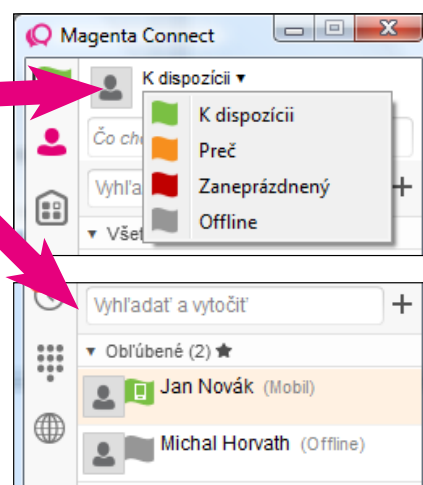 Magenta Connect
K dispozícii ▾
K dispozícii
Čo ch
Preč
Vyhľa
Zaneprázdnený
Offline
▾ Všet
Vyhľadať a vytočiť
▾ Obľúbené (2) ★
Jan Novák (Mobil)
Michal Horvath (Offline)